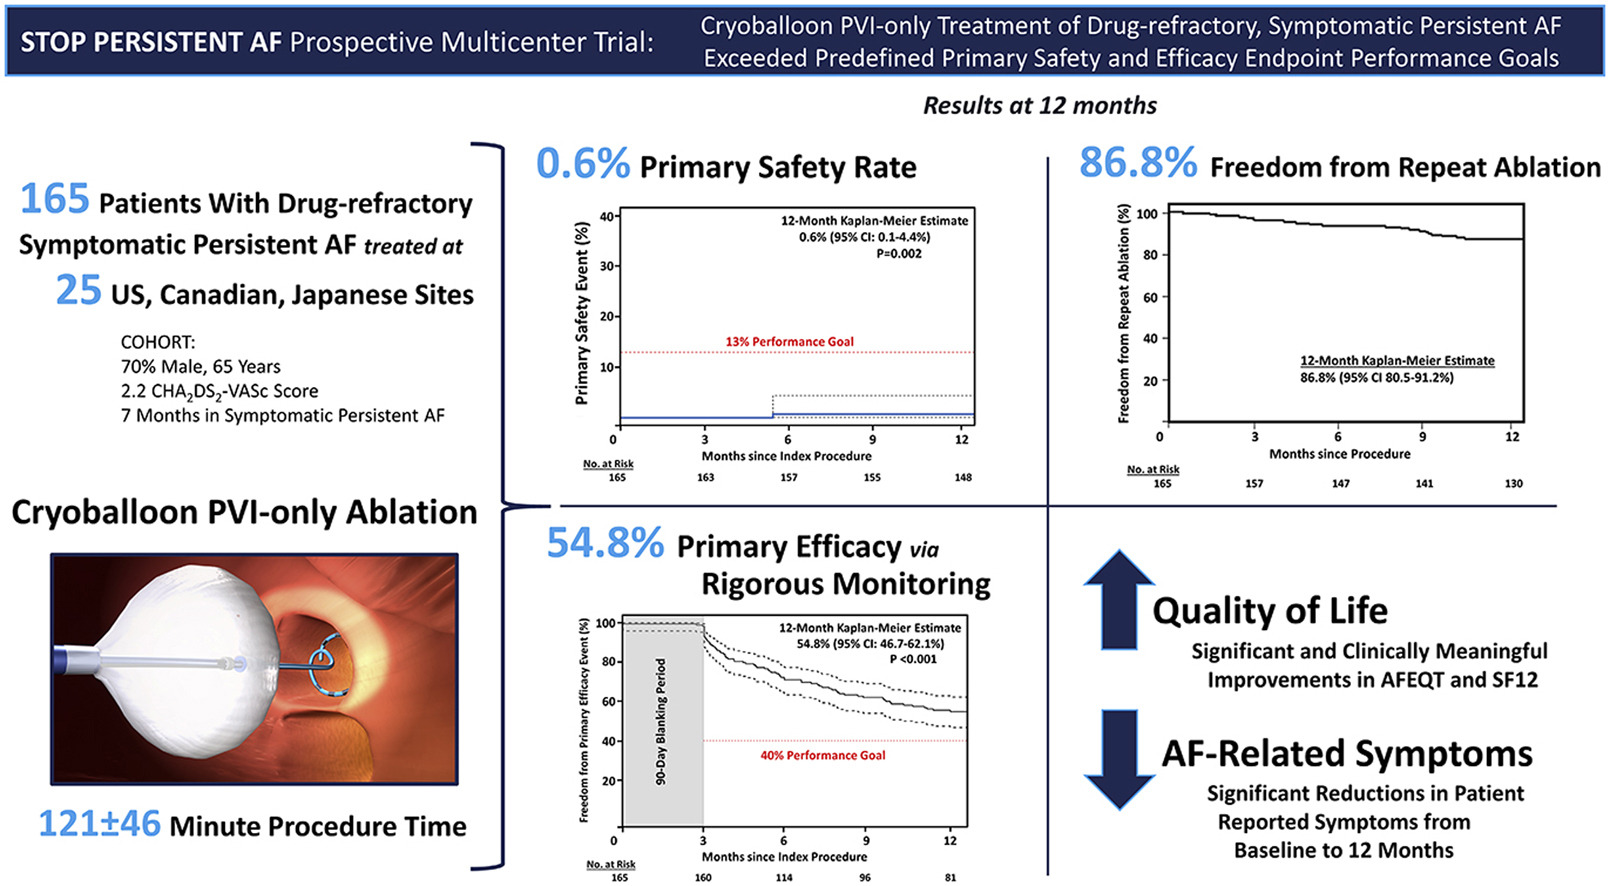 STOP PERSISTENT AF Prospective Multicenter Trial:
Cryoballoon PVI-only Treatment of Drug-refractory, Symptomatic Persistent AF
Exceeded Predefined Primary Safety and Efficacy Endpoint Performance Goals
Results at 12 months
165 Patients With Drug-refractory
Symptomatic Persistent AF treated at
25 US, Canadian, Japanese Sites
COHORT:
70% Male, 65 Years
2.2 CHA₂DS₂-VASc Score
7 Months in Symptomatic Persistent AF
Cryoballoon PVI-only Ablation
121±46 Minute Procedure Time
0.6% Primary Safety Rate
Primary Safety Event (%)
40
30
20
10
12-Month Kaplan-Meier Estimate
0.6% (95% CI: 0.1-4.4%)
P=0.002
13% Performance Goal
0 3 6 9 12
Months since Index Procedure
No. at Risk
165 163 157 155 148
86.8% Freedom from Repeat Ablation
Freedom from Repeat Ablation (%)
100
80
60
40
20
12-Month Kaplan-Meier Estimate
86.8% (95% CI 80.5-91.2%)
0 3 6 9 12
Months since Procedure
No. at Risk
165 157 147 141 130
54.8% Primary Efficacy via
Rigorous Monitoring
Freedom from Primary Efficacy Event (%)
100
80
60
40
20
90-Day Blanking Period
12-Month Kaplan-Meier Estimate
54.8% (95% CI: 46.7-62.1%)
P <0.001
40% Performance Goal
0 3 6 9 12
Months since Index Procedure
No. at Risk
165 160 114 96 81
Quality of Life
Significant and Clinically Meaningful
Improvements in AFEQT and SF12
AF-Related Symptoms
Significant Reductions in Patient
Reported Symptoms from
Baseline to 12 Months